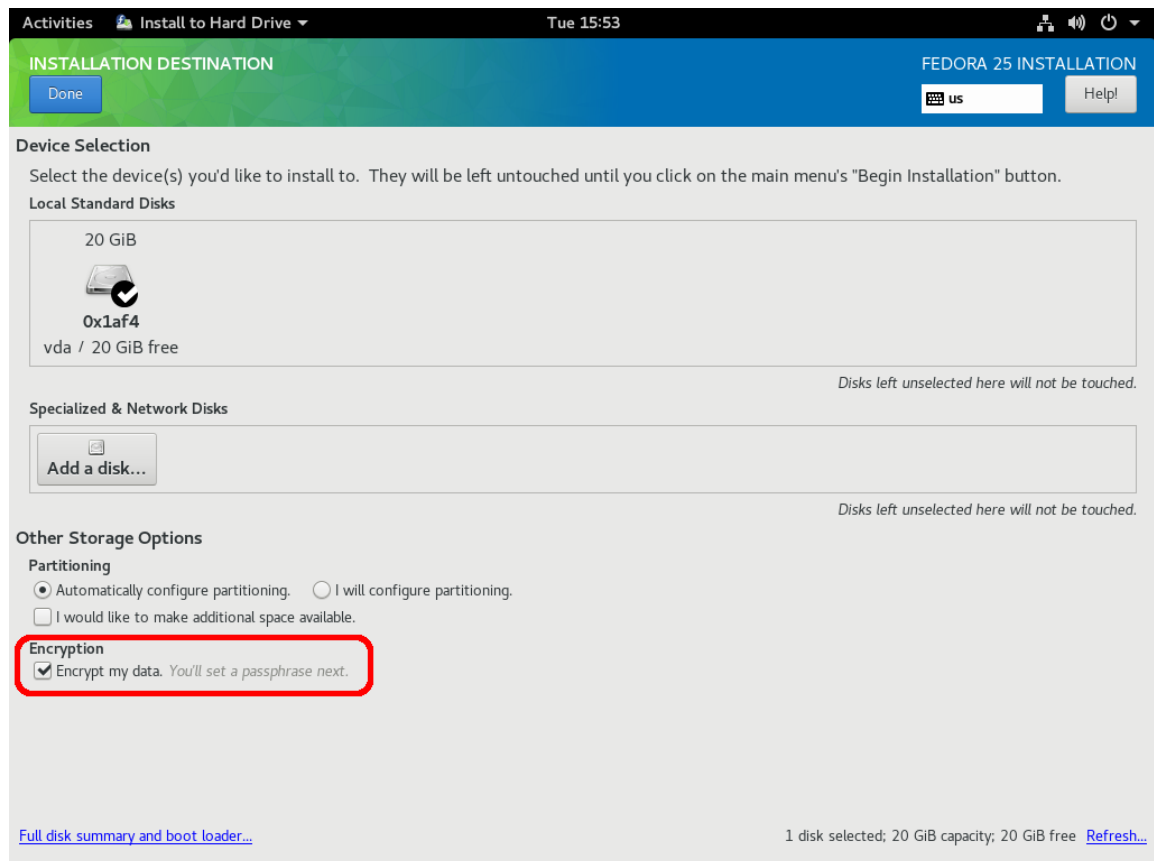 Activities Install to Hard Drive Tue 15:53
INSTALLATION DESTINATION FEDORA 25 INSTALLATION
Done us Help!
Device Selection
Select the device(s) you'd like to install to. They will be left untouched until you click on the main menu's "Begin Installation" button.
Local Standard Disks
20 GiB
0x1af4
vda / 20 GiB free
Disks left unselected here will not be touched.
Specialized & Network Disks
Add a disk...
Disks left unselected here will not be touched.
Other Storage Options
Partitioning
Automatically configure partitioning. I will configure partitioning.
I would like to make additional space available.
Encryption
Encrypt my data. You'll set a passphrase next.
Full disk summary and boot loader... 1 disk selected; 20 GiB capacity; 20 GiB free Refresh...